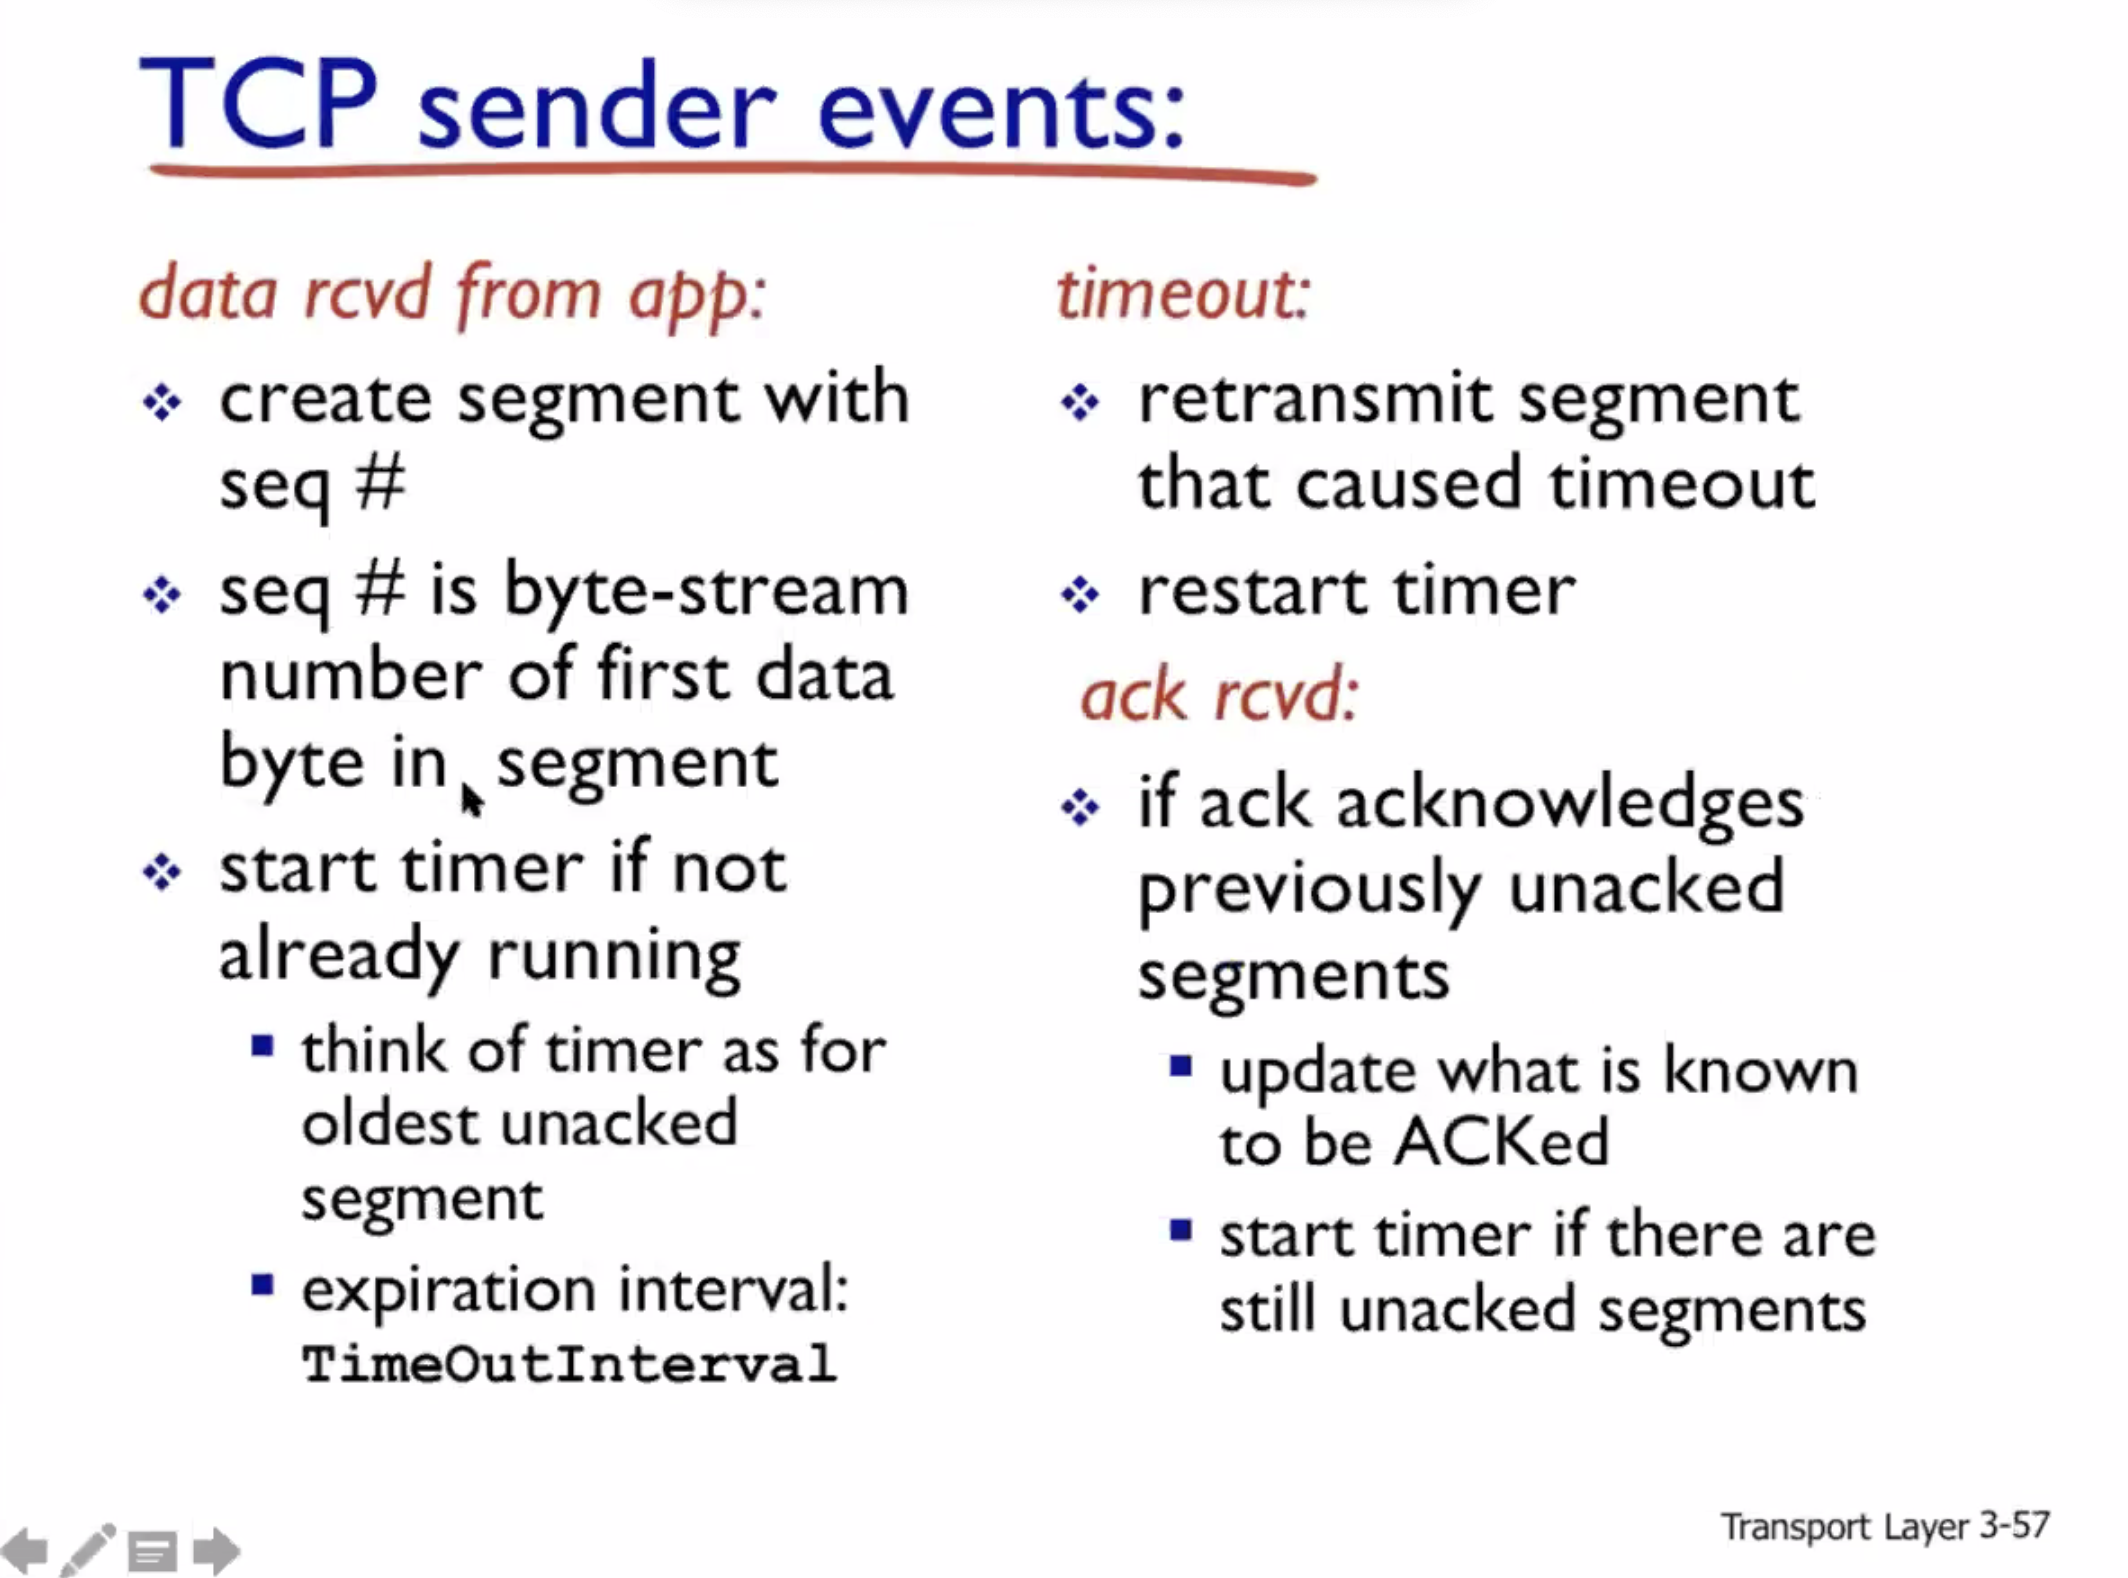 TCP sender events:
data rcvd from app:
create segment with
seq #
seq # is byte-stream
number of first data
byte in segment
start timer if not
already running
think of timer as for
oldest unacked
segment
expiration interval:
TimeOutInterval
timeout:
retransmit segment
that caused timeout
restart timer
ack rcvd:
if ack acknowledges
previously unacked
segments
update what is known
to be ACKed
start timer if there are
still unacked segments
Transport Layer 3-57